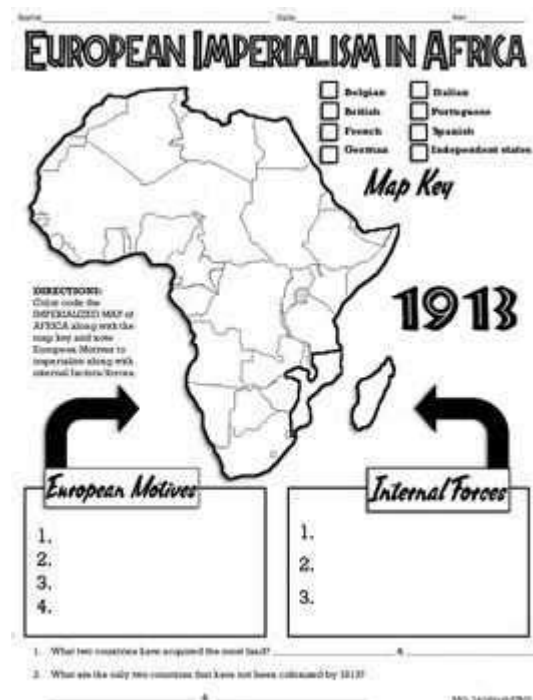 Name Date
EUROPEAN IMPERIALISM IN AFRICA
Belgian Italian
British Portuguese
French Spanish
German Independent states
Map Key
1913
DIRECTIONS:
Color code the
IMPERIALIZED MAP of
AFRICA along with the
map key and note
European Motives to
imperialize along with
internal factors/forces.
European Motives
1.
2.
3.
4.
Internal Forces
1.
2.
3.
1. What two countries have acquired the most land? &
2. What are the only two countries that have not been colonized by 1913?
&